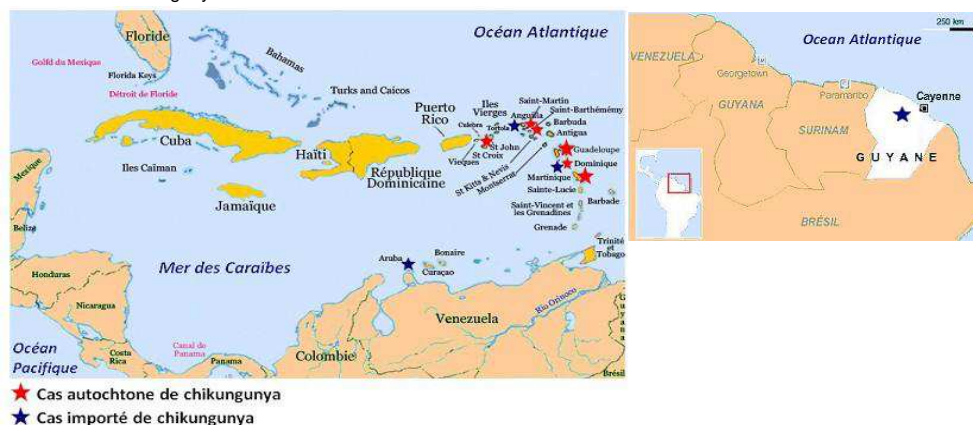 Floride
Océan Atlantique
Golfd du Mexique
Bahamas
Florida Keys
Détroit de Floride
Turks and Caicos
Puerto
Rico
Iles
Vierges
Saint-Martin
Anguilla
Saint-Barthémémy
Culebra
Tortola
Barbuda
Antigua
Cuba
Haïti
République
Dominicaine
Vieques
St Croix
St John
St Kitts & Nevis
Montserrat
Guadeloupe
Dominique
Martinique
Iles Caïman
Jamaïque
Sainte-Lucie
Barbade
Saint-Vincent et
les Grenadines
Grenade
Mexique
Belize
Mer des Caraïbes
Aruba
Bonaire
Curaçao
Trinité et
Tobago
Honduras
Nicaragua
Rio Orinoco
Venezuela
Océan
Pacifique
Costa
Rica
Canal de
Panama
Panama
Colombie
Brésil
250 km
Ocean Atlantique
VENEZUELA
Georgetown
Paramaribo
Cayenne
GUYANA
SURINAM
GUYANE
BRÉSIL
Cas autochtone de chikungunya
Cas importé de chikungunya